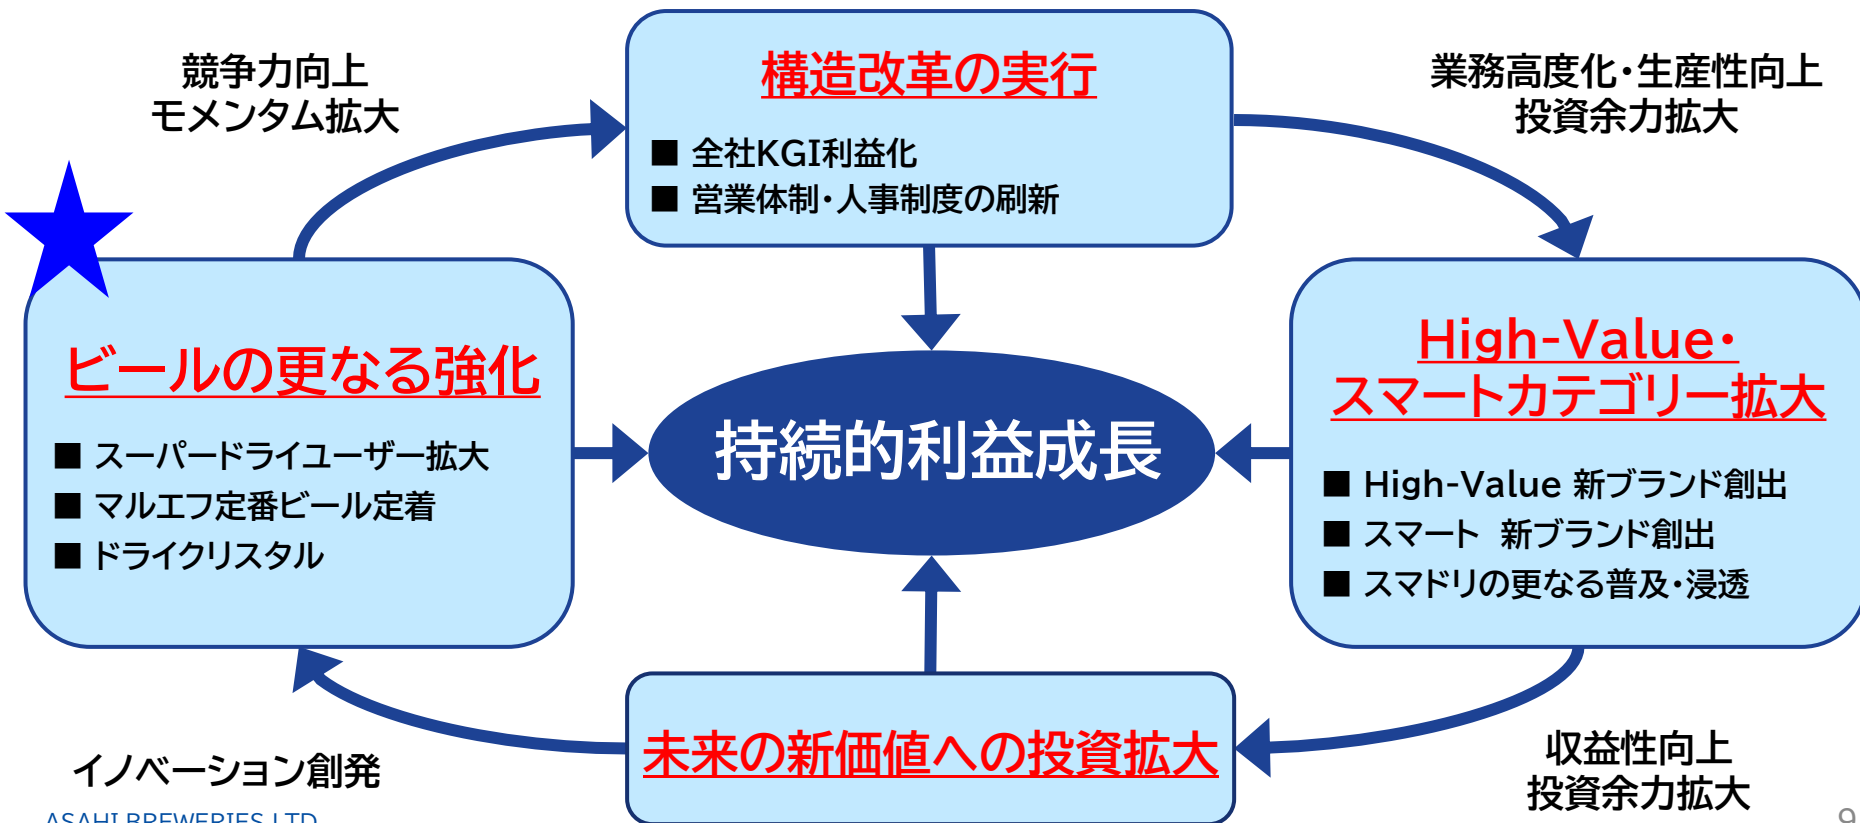 競争力向上
モメンタム拡大
構造改革の実行
■ 全社KGI利益化
■ 営業体制・人事制度の刷新
業務高度化・生産性向上
投資余力拡大
ビールの更なる強化
■ スーパードライユーザー拡大
■ マルエフ定番ビール定着
■ ドライクリスタル
持続的利益成長
High-Value・
スマートカテゴリー拡大
■ High-Value 新ブランド創出
■ スマート 新ブランド創出
■ スマドリの更なる普及・浸透
未来の新価値への投資拡大
イノベーション創発
収益性向上
投資余力拡大
ASAHI BREWERIES LTD
9